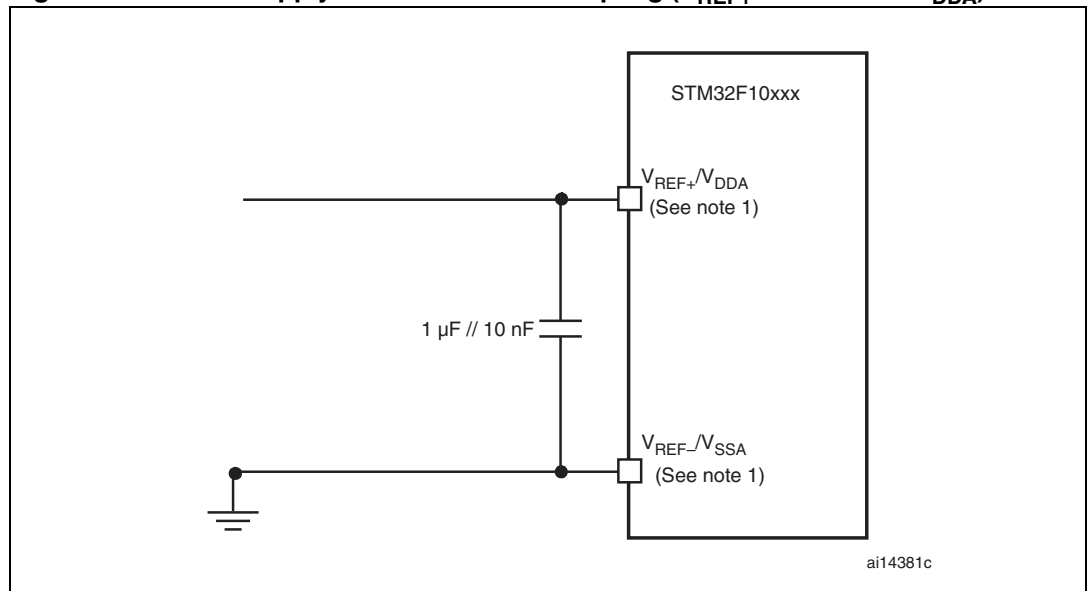 STM32F10xxx
VREF+/VDDA
(See note 1)
1 µF // 10 nF
VREF–/VSSA
(See note 1)
ai14381c